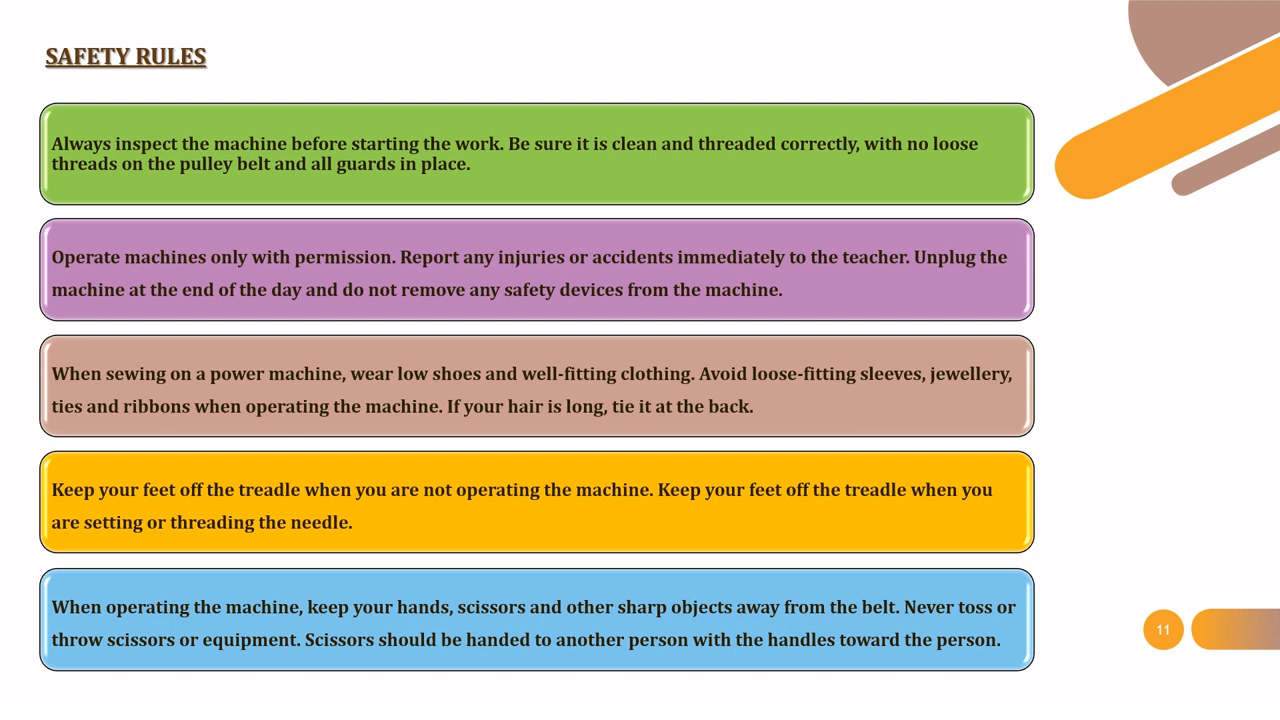 SAFETY RULES
Always inspect the machine before starting the work. Be sure it is clean and threaded correctly, with no loose
threads on the pulley belt and all guards in place.
Operate machines only with permission. Report any injuries or accidents immediately to the teacher. Unplug the
machine at the end of the day and do not remove any safety devices from the machine.
When sewing on a power machine, wear low shoes and well-fitting clothing. Avoid loose-fitting sleeves, jewellery,
ties and ribbons when operating the machine. If your hair is long, tie it at the back.
Keep your feet off the treadle when you are not operating the machine. Keep your feet off the treadle when you
are setting or threading the needle.
When operating the machine, keep your hands, scissors and other sharp objects away from the belt. Never toss or
throw scissors or equipment. Scissors should be handed to another person with the handles toward the person.
11